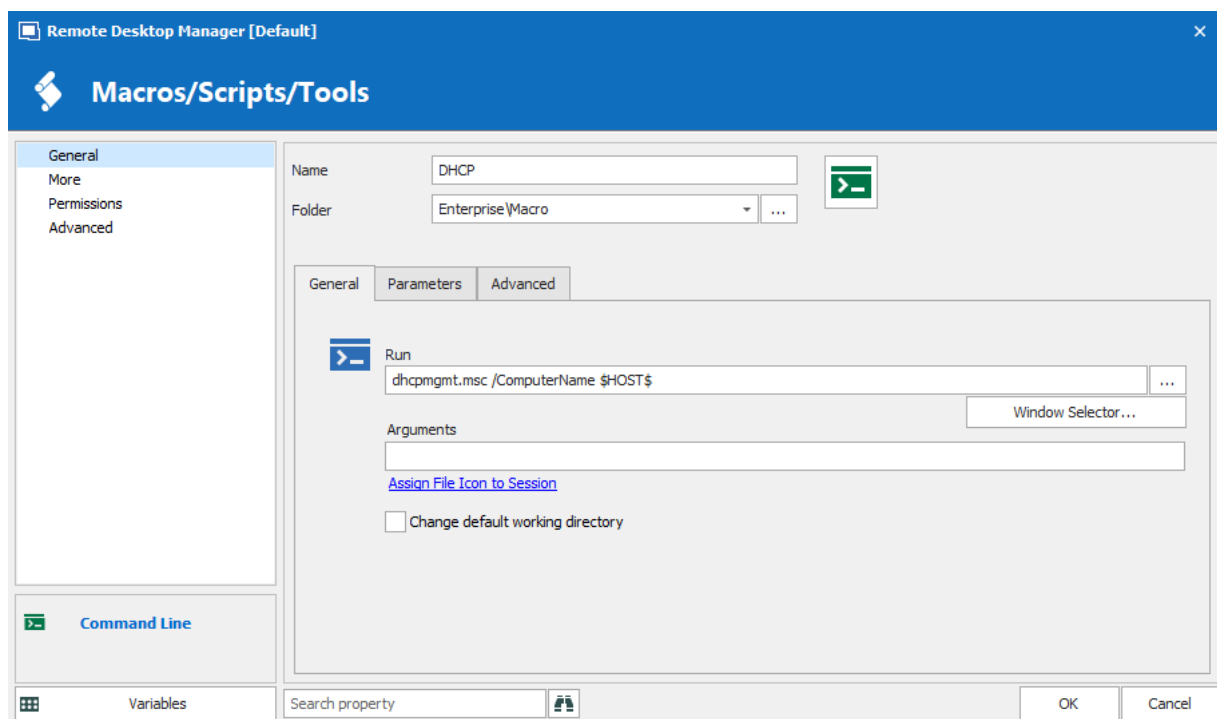 Remote Desktop Manager [Default]
Macros/Scripts/Tools
General
More
Permissions
Advanced
Name
DHCP
Folder
Enterprise\Macro
...
General
Parameters
Advanced
Run
dhcpmgmt.msc /ComputerName $HOST$
...
Window Selector...
Arguments
Assign File Icon to Session
Change default working directory
Command Line
Variables
Search property
OK
Cancel